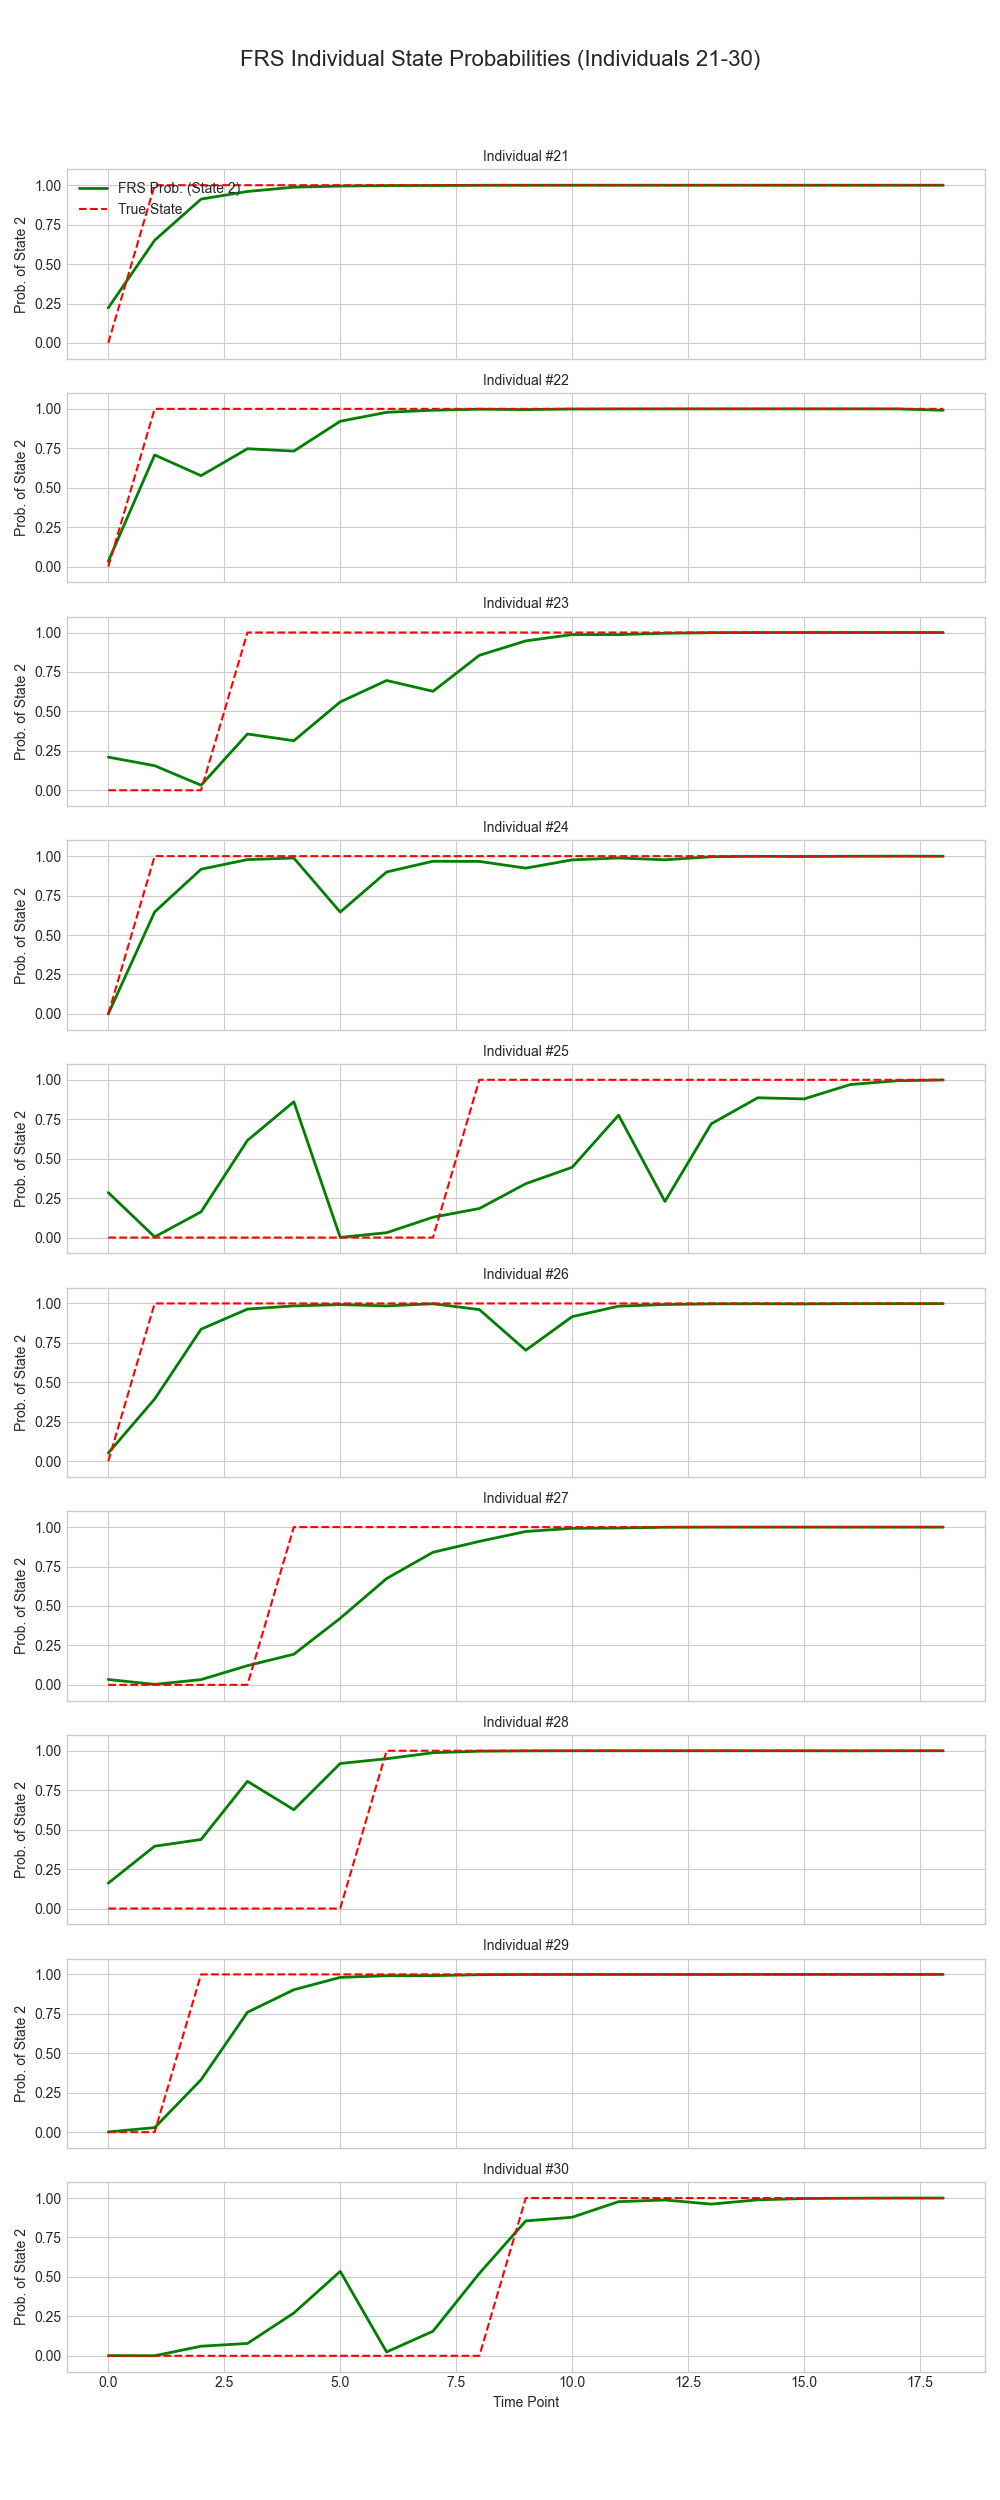 FRS Individual State Probabilities (Individuals 21-30)
Individual #21
FRS Prob. (State 2)
True State
Prob. of State 2
1.00
0.75
0.50
0.25
0.00
Individual #22
Prob. of State 2
1.00
0.75
0.50
0.25
0.00
Individual #23
Prob. of State 2
1.00
0.75
0.50
0.25
0.00
Individual #24
Prob. of State 2
1.00
0.75
0.50
0.25
0.00
Individual #25
Prob. of State 2
1.00
0.75
0.50
0.25
0.00
Individual #26
Prob. of State 2
1.00
0.75
0.50
0.25
0.00
Individual #27
Prob. of State 2
1.00
0.75
0.50
0.25
0.00
Individual #28
Prob. of State 2
1.00
0.75
0.50
0.25
0.00
Individual #29
Prob. of State 2
1.00
0.75
0.50
0.25
0.00
Individual #30
Prob. of State 2
1.00
0.75
0.50
0.25
0.00
0.0 2.5 5.0 7.5 10.0 12.5 15.0 17.5
Time Point